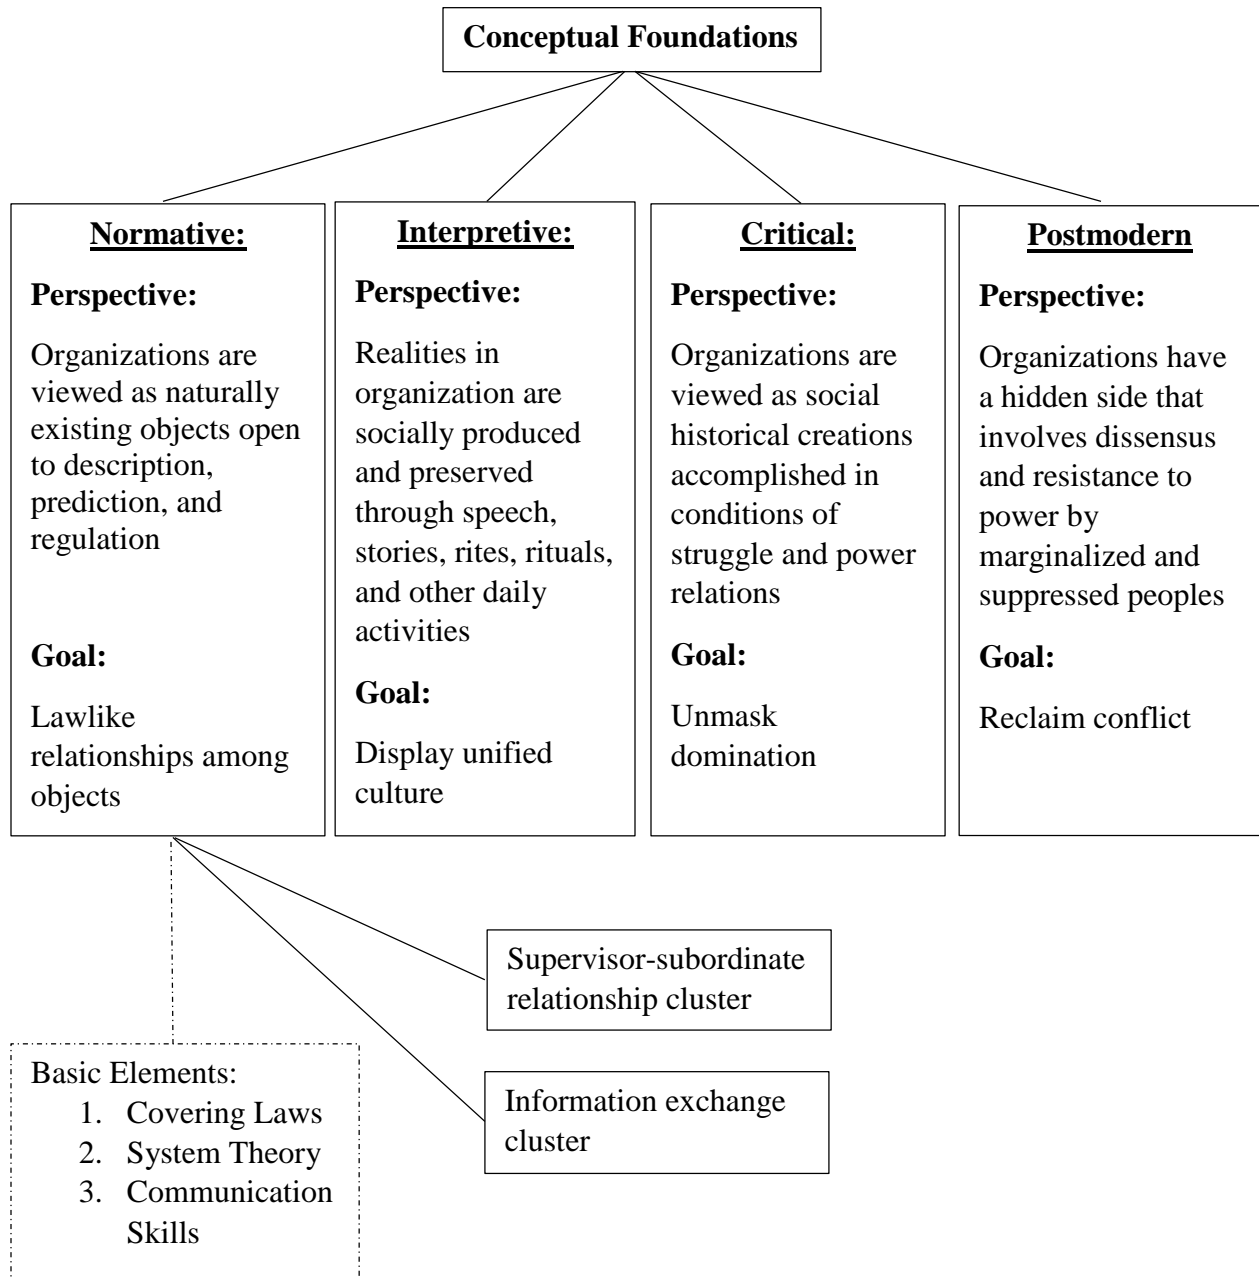 Conceptual Foundations
Normative:
Perspective:
Organizations are
viewed as naturally
existing objects open
to description,
prediction, and
regulation
Goal:
Lawlike
relationships among
objects
Interpretive:
Perspective:
Realities in
organization are
socially produced
and preserved
through speech,
stories, rites, rituals,
and other daily
activities
Goal:
Display unified
culture
Critical:
Perspective:
Organizations are
viewed as social
historical creations
accomplished in
conditions of
struggle and power
relations
Goal:
Unmask
domination
Postmodern
Perspective:
Organizations have
a hidden side that
involves dissensus
and resistance to
power by
marginalized and
suppressed peoples
Goal:
Reclaim conflict
Supervisor-subordinate
relationship cluster
Information exchange
cluster
Basic Elements:
1. Covering Laws
2. System Theory
3. Communication
Skills